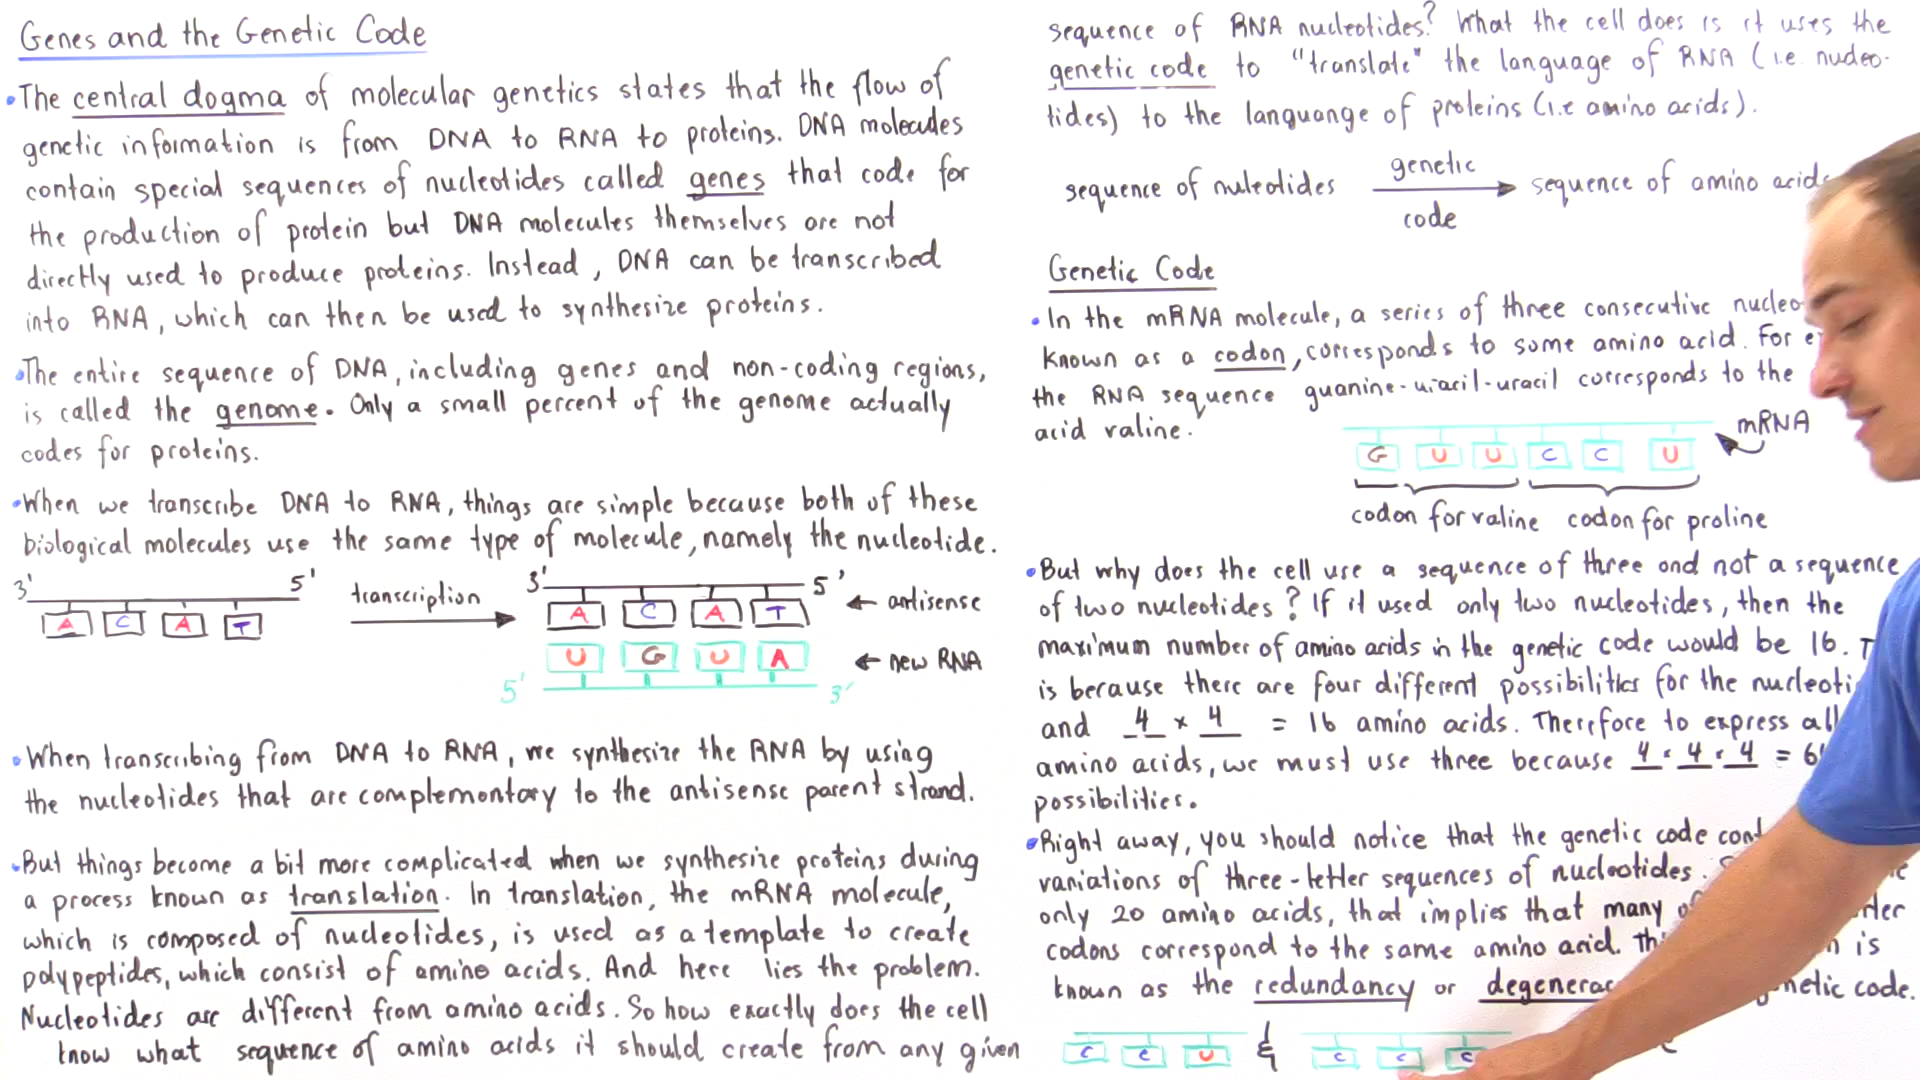 Genes and the Genetic Code
•The central dogma of molecular genetics states that the flow of
genetic information is from DNA to RNA to proteins. DNA molecules
contain special sequences of nucleotides called genes that code for
the production of protein but DNA molecules themselves are not
directly used to produce proteins. Instead, DNA can be transcribed
into RNA, which can then be used to synthesize proteins.
•The entire sequence of DNA, including genes and non-coding regions,
is called the genome. Only a small percent of the genome actually
codes for proteins.
•When we transcribe DNA to RNA, things are simple because both of these
biological molecules use the same type of molecule, namely the nucleotide.
3' 5' transcription 3' 5'
A C A T A C A T ← antisense
U G U A ← new RNA
5' 3'
•When transcribing from DNA to RNA, we synthesize the RNA by using
the nucleotides that are complementary to the antisense parent strand.
•But things become a bit more complicated when we synthesize proteins during
a process known as translation. In translation, the mRNA molecule,
which is composed of nucleotides, is used as a template to create
polypeptides, which consist of amino acids. And here lies the problem.
Nucleotides are different from amino acids. So how exactly does the cell
know what sequence of amino acids it should create from any given
sequence of RNA nucleotides? What the cell does is it uses the
genetic code to "translate" the language of RNA (i.e. nucleo-
tides) to the languange of proteins (i.e amino acids).
genetic
sequence of nuleotides → sequence of amino acids
code
Genetic Code
•In the mRNA molecule, a series of three consecutive nucleo
known as a codon, corresponds to some amino acid. For e
the RNA sequence guanine-uracil-uracil corresponds to the
acid valine.
mRNA
G U U C C U
codon for valine codon for proline
•But why does the cell use a sequence of three and not a sequence
of two nucleotides? If it used only two nucleotides, then the
maximum number of amino acids in the genetic code would be 16. T
is because there are four different possibilities for the nucleoti
and 4 × 4 = 16 amino acids. Therefore to express all
amino acids, we must use three because 4 · 4 · 4 = 6
possibilities.
•Right away, you should notice that the genetic code cont
variations of three-letter sequences of nucleotides.
only 20 amino acids, that implies that many of
codons correspond to the same amino acid. Thi is
known as the redundancy or degenerac netic code.
C C U & C C C